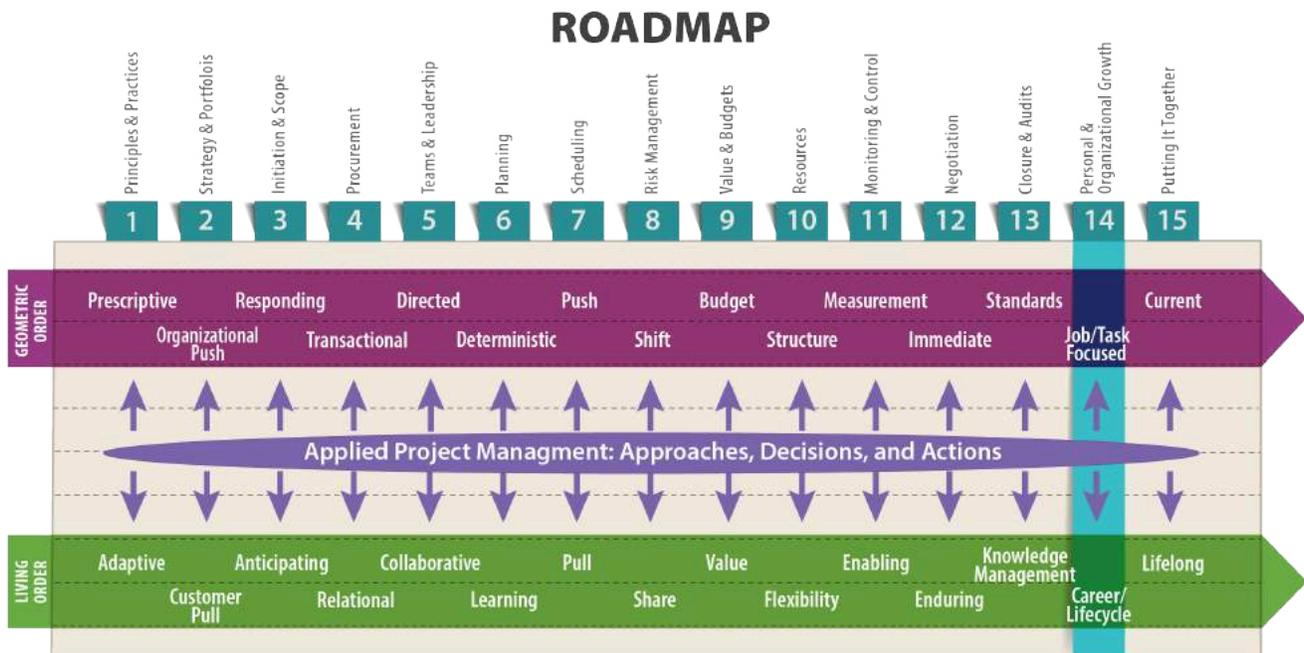 ROADMAP
Principles & Practices
Strategy & Portfolois
Initiation & Scope
Procurement
Teams & Leadership
Planning
Scheduling
Risk Management
Value & Budgets
Resources
Monitoring & Control
Negotiation
Closure & Audits
Personal &
Organizational Growth
Putting It Together
1 2 3 4 5 6 7 8 9 10 11 12 13 14 15
GEOMETRIC
ORDER
Prescriptive Responding Directed Push Budget Measurement Standards Current
Organizational
Push
Transactional Deterministic Shift Structure Immediate
Job/Task
Focused
Applied Project Managment: Approaches, Decisions, and Actions
LIVING
ORDER
Adaptive Anticipating Collaborative Pull Value Enabling
Knowledge
Management
Lifelong
Customer
Pull
Relational Learning Share Flexibility Enduring
Career/
Lifecycle